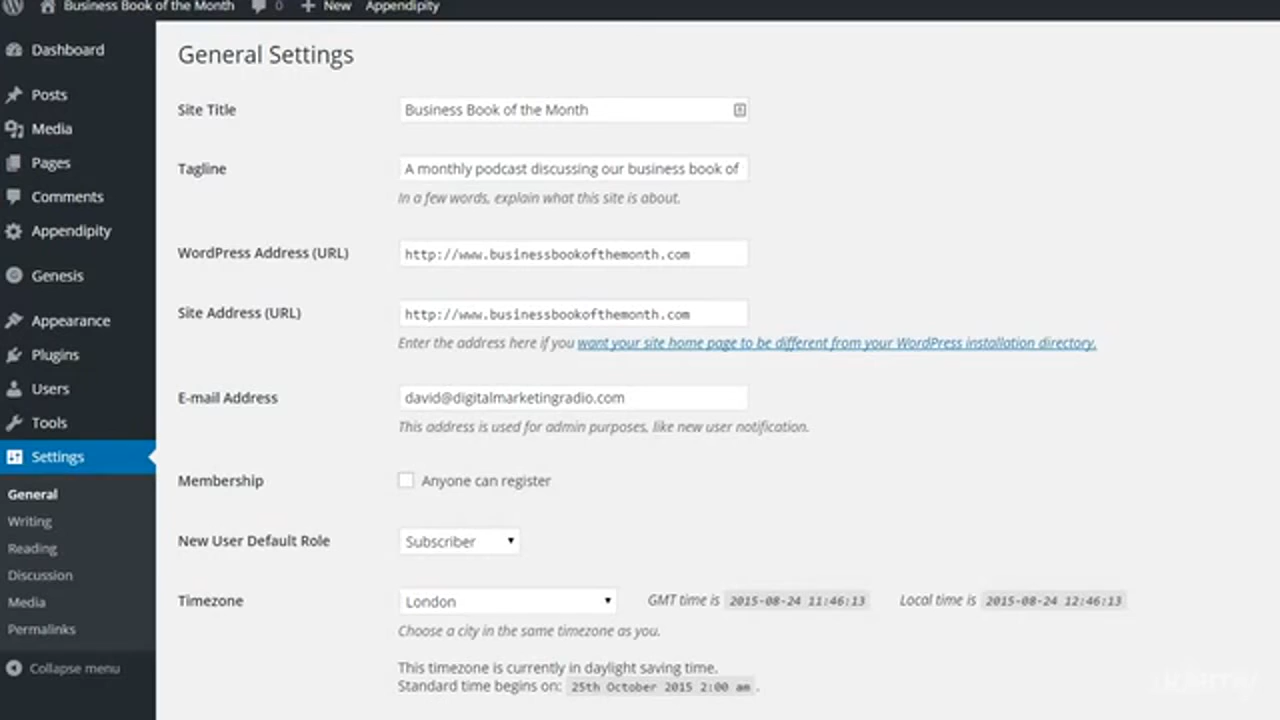 Business Book of the Month 0 New Appendipity
Dashboard
Posts
Media
Pages
Comments
Appendipity
Genesis
Appearance
Plugins
Users
Tools
Settings
General
Writing
Reading
Discussion
Media
Permalinks
Collapse menu
General Settings
Site Title Business Book of the Month
Tagline A monthly podcast discussing our business book of
In a few words, explain what this site is about.
WordPress Address (URL) http://www.businessbookofthemonth.com
Site Address (URL) http://www.businessbookofthemonth.com
Enter the address here if you want your site home page to be different from your WordPress installation directory.
E-mail Address david@digitalmarketingradio.com
This address is used for admin purposes, like new user notification.
Membership Anyone can register
New User Default Role Subscriber
Timezone London GMT time is 2015-08-24 11:46:13 Local time is 2015-08-24 12:46:13
Choose a city in the same timezone as you.
This timezone is currently in daylight saving time.
Standard time begins on: 25th October 2015 2:00 am .